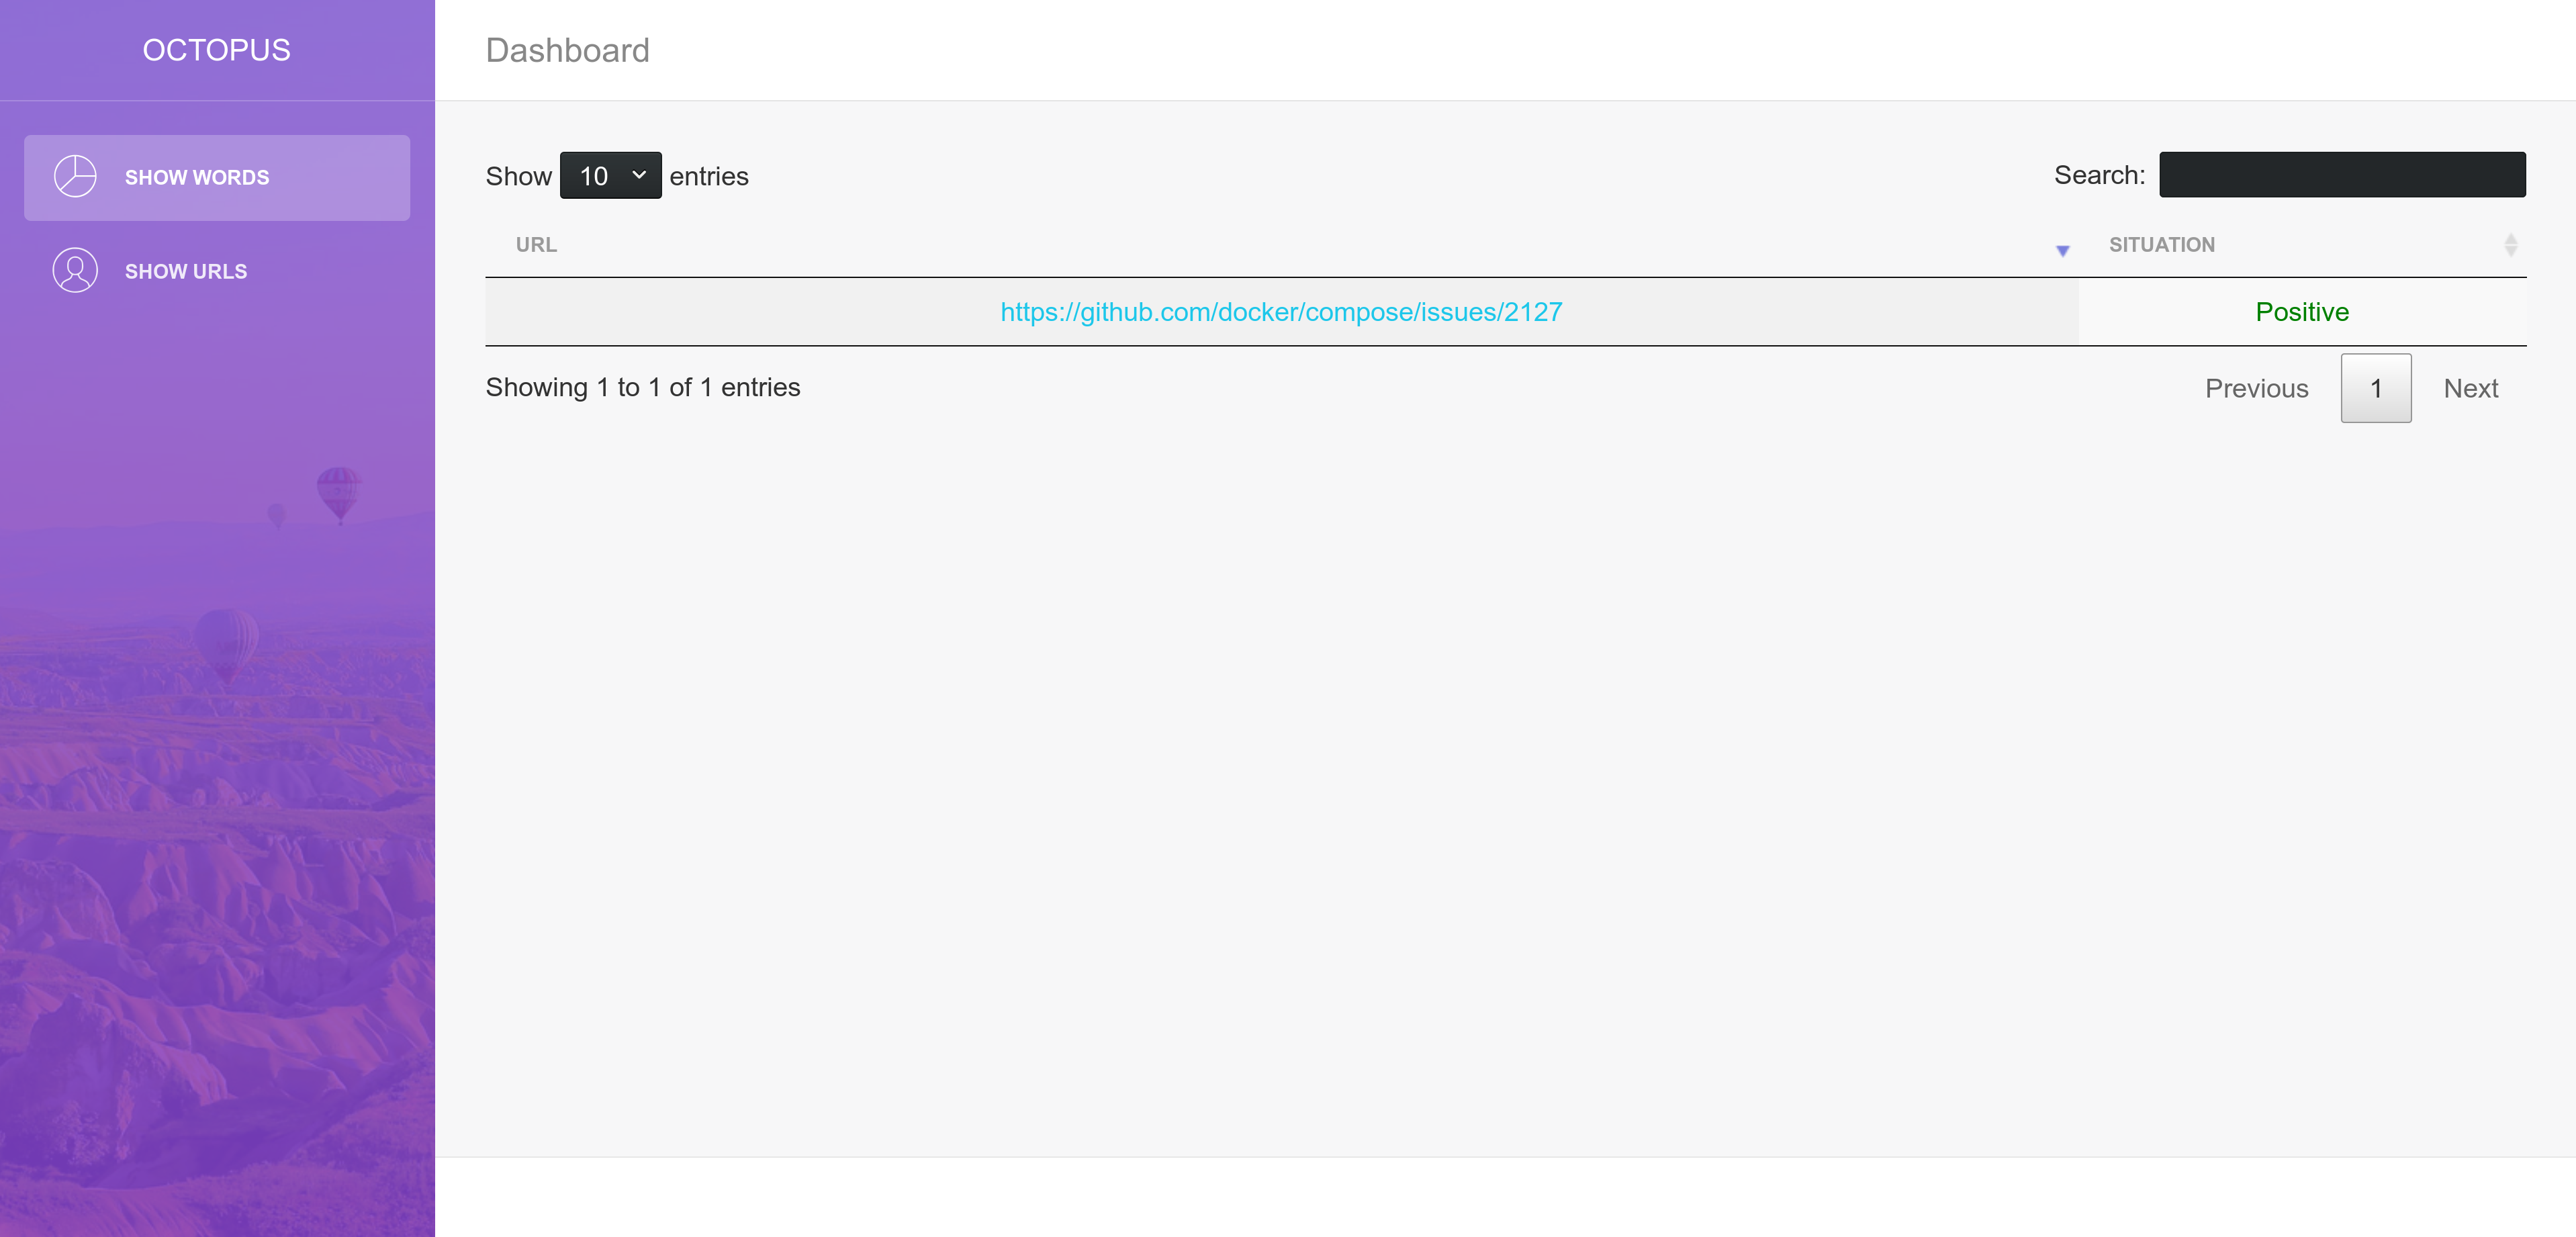 OCTOPUS
Dashboard
SHOW WORDS
SHOW URLS
Show 10 entries
Search:
URL SITUATION
https://github.com/docker/compose/issues/2127 Positive
Showing 1 to 1 of 1 entries
Previous 1 Next